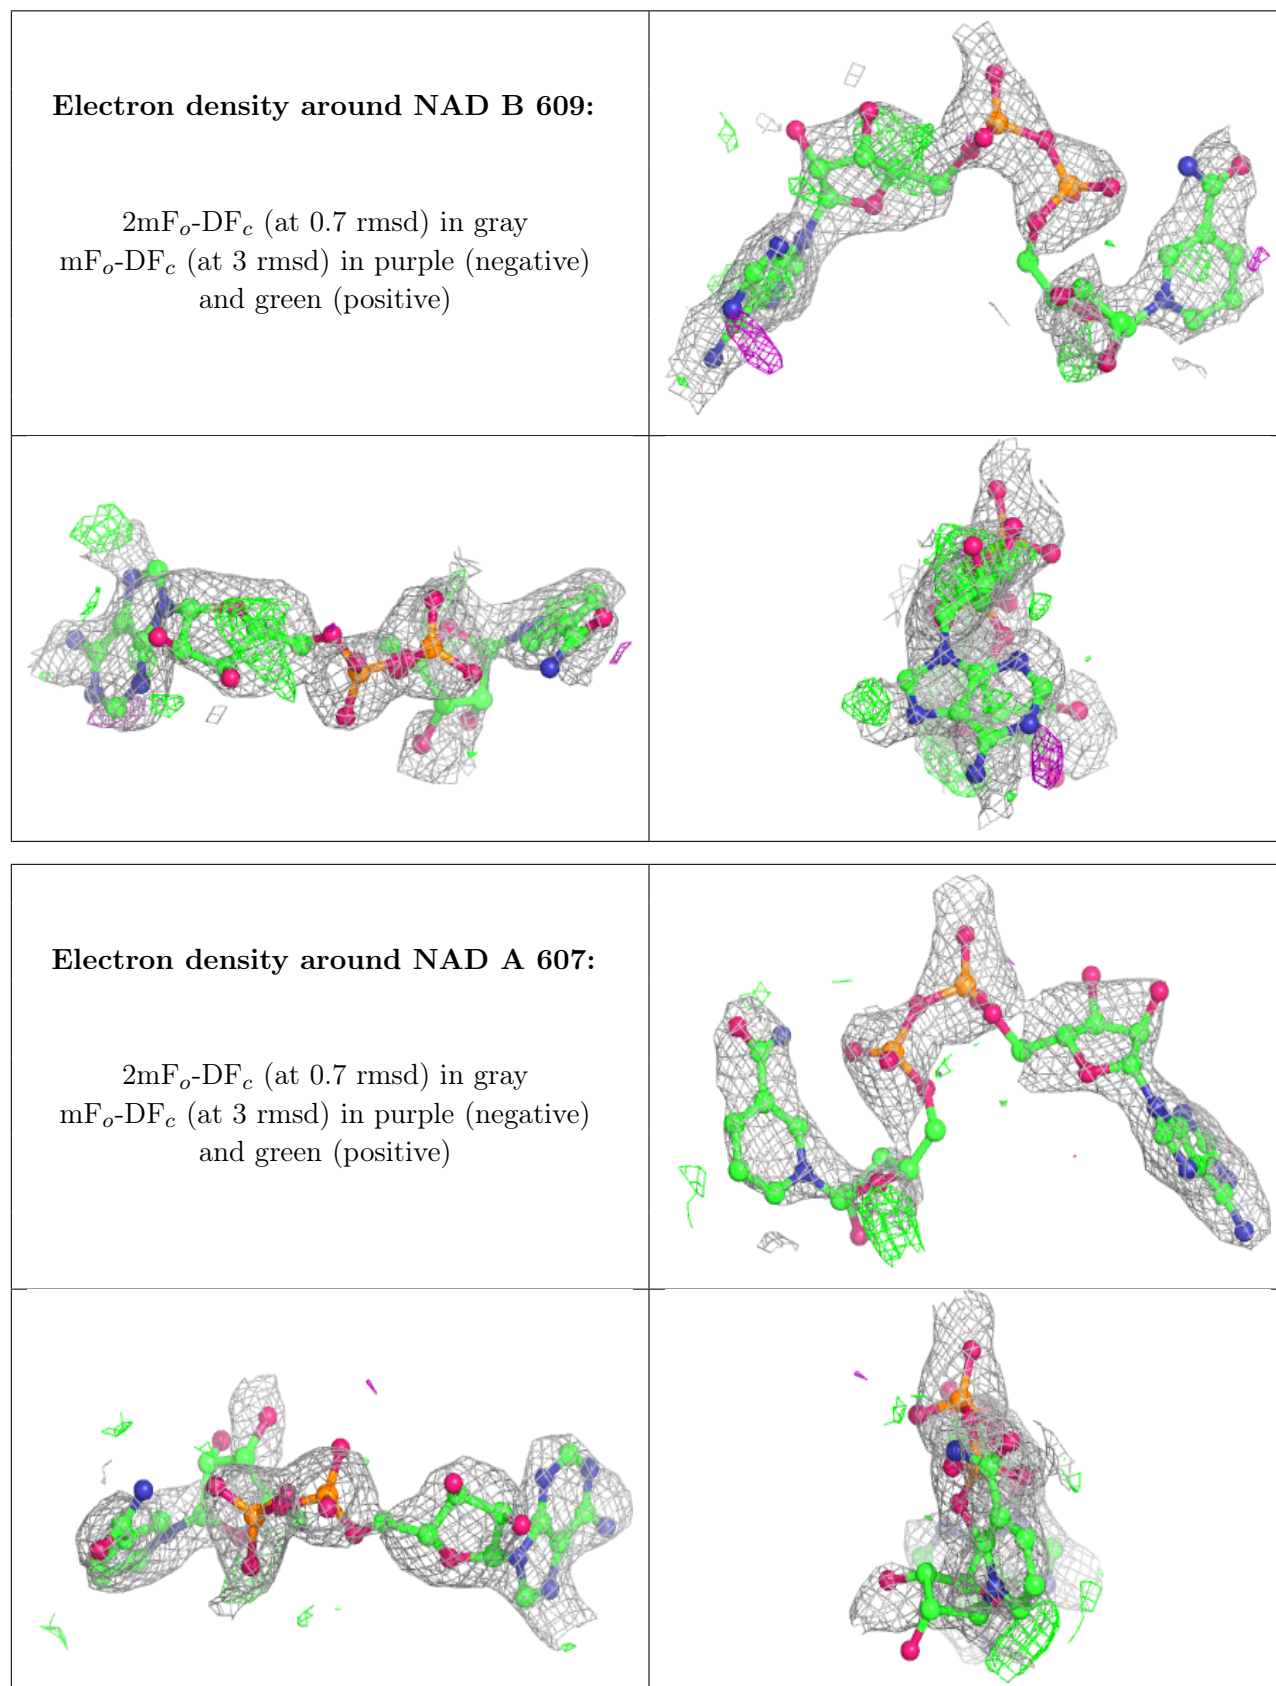 Electron density around NAD B 609:
2mFo-DFc (at 0.7 rmsd) in gray
mFo-DFc (at 3 rmsd) in purple (negative)
and green (positive)
Electron density around NAD A 607:
2mFo-DFc (at 0.7 rmsd) in gray
mFo-DFc (at 3 rmsd) in purple (negative)
and green (positive)